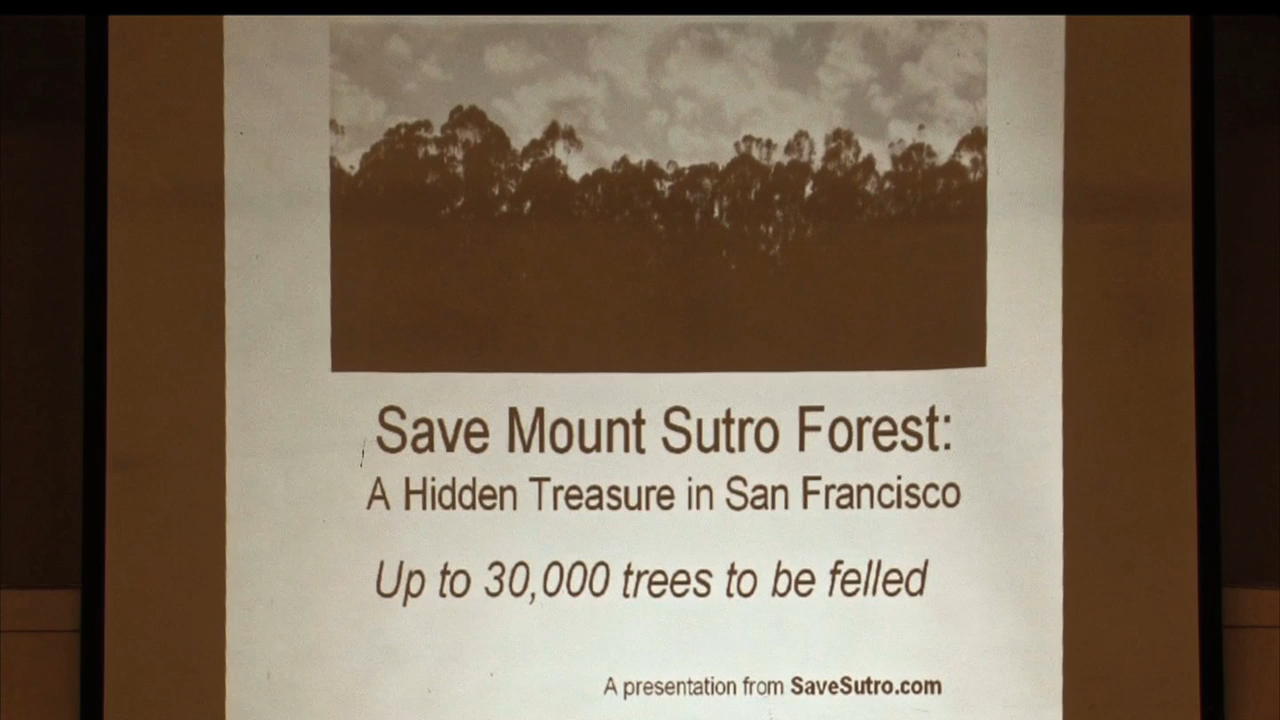 Save Mount Sutro Forest:
A Hidden Treasure in San Francisco
Up to 30,000 trees to be felled
A presentation from SaveSutro.com